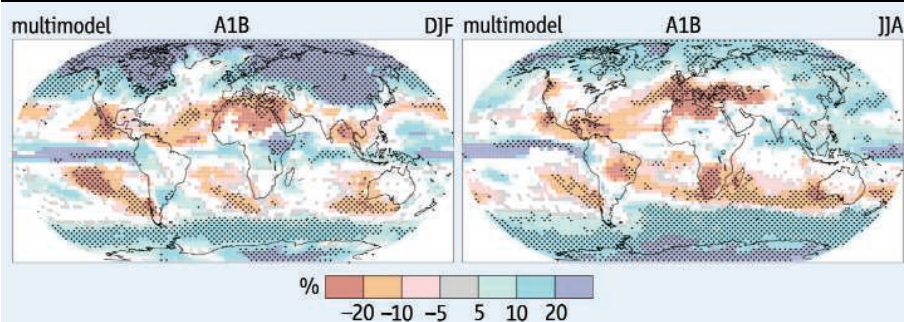 multimodel A1B DJF
multimodel A1B JJA
%
−20 −10 −5 5 10 20